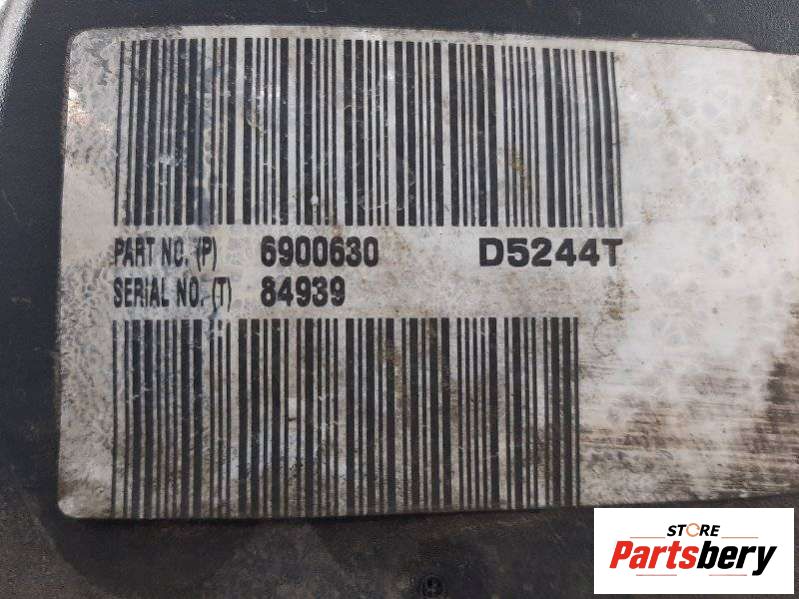 PART NO. (P) 6900630 D5244T
SERIAL NO. (T) 84939
STORE
Partsbery